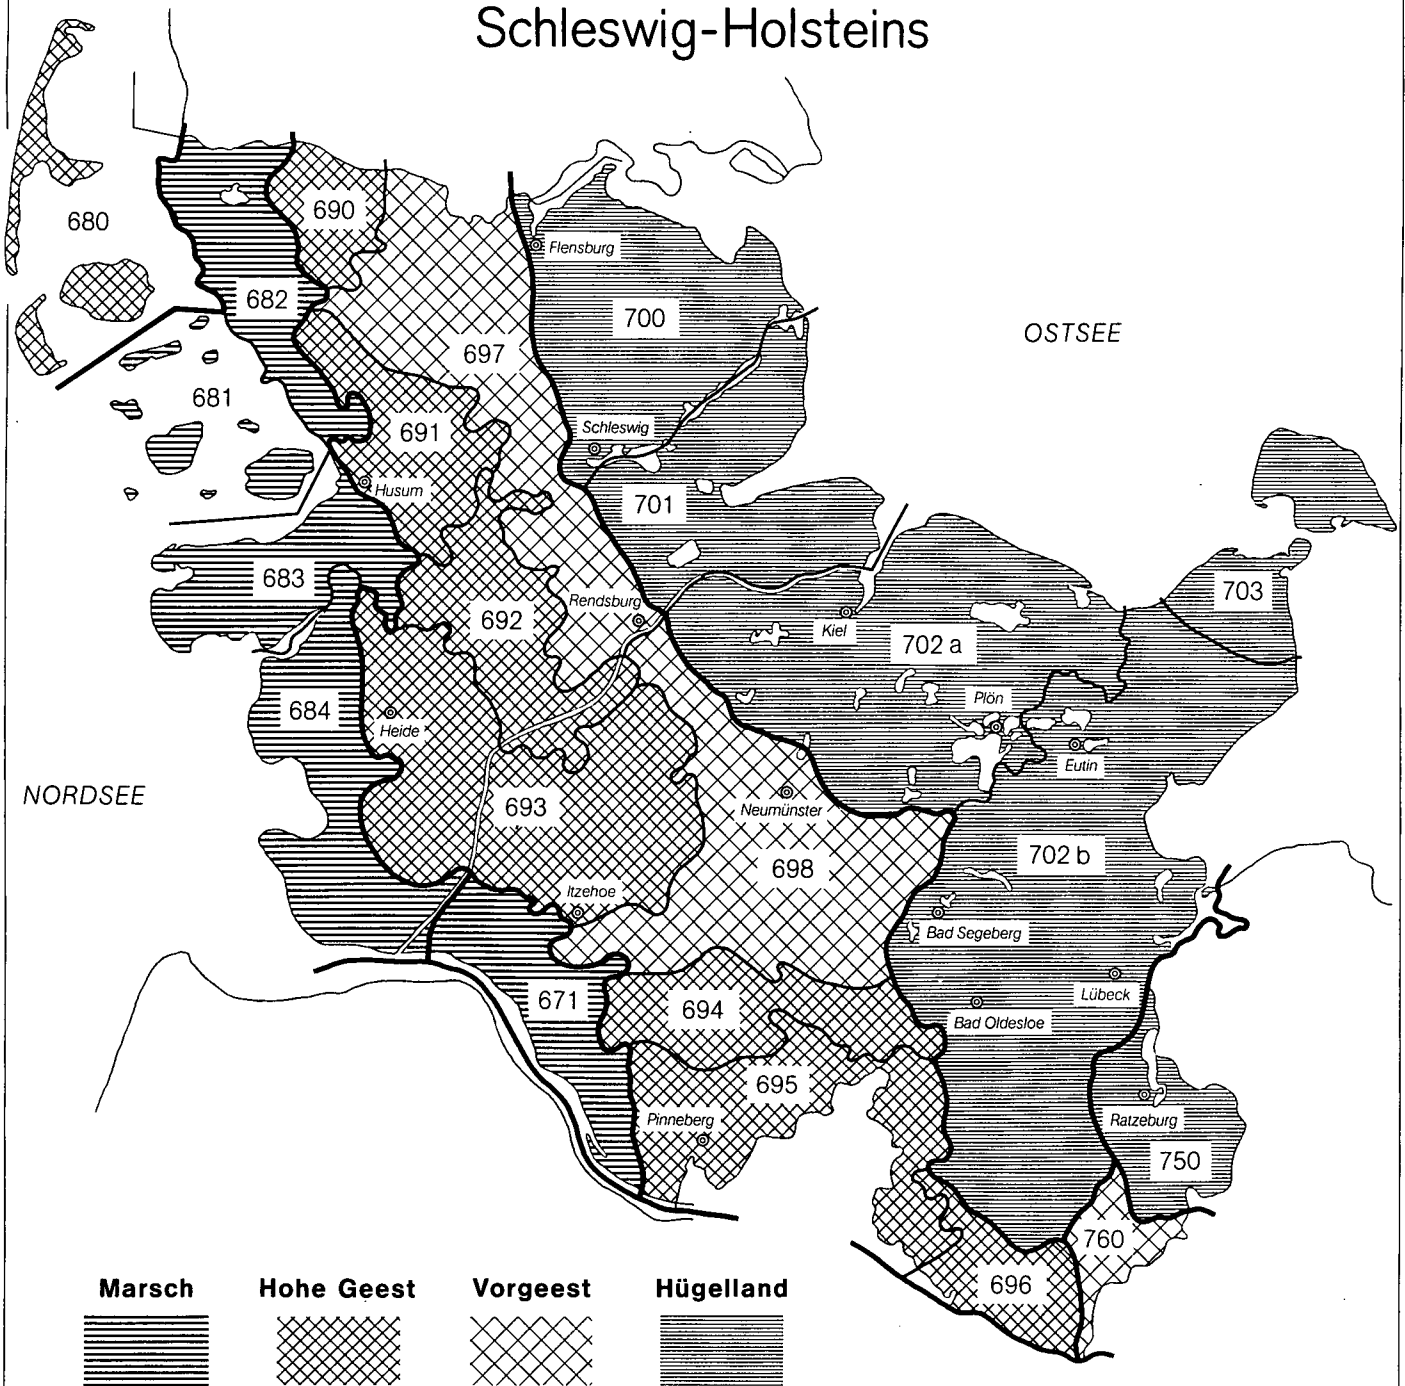 Schleswig-Holsteins
690
680
Flensburg
682
700
OSTSEE
697
681
691
Schleswig
Husum
701
683
703
Rendsburg
692
Kiel
702 a
684
Plön
Heide
Eutin
NORDSEE
693
Neumünster
702 b
698
Itzehoe
Bad Segeberg
671
694
Lübeck
Bad Oldesloe
695
Pinneberg
Ratzeburg
750
760
696
Marsch Hohe Geest Vorgeest Hügelland